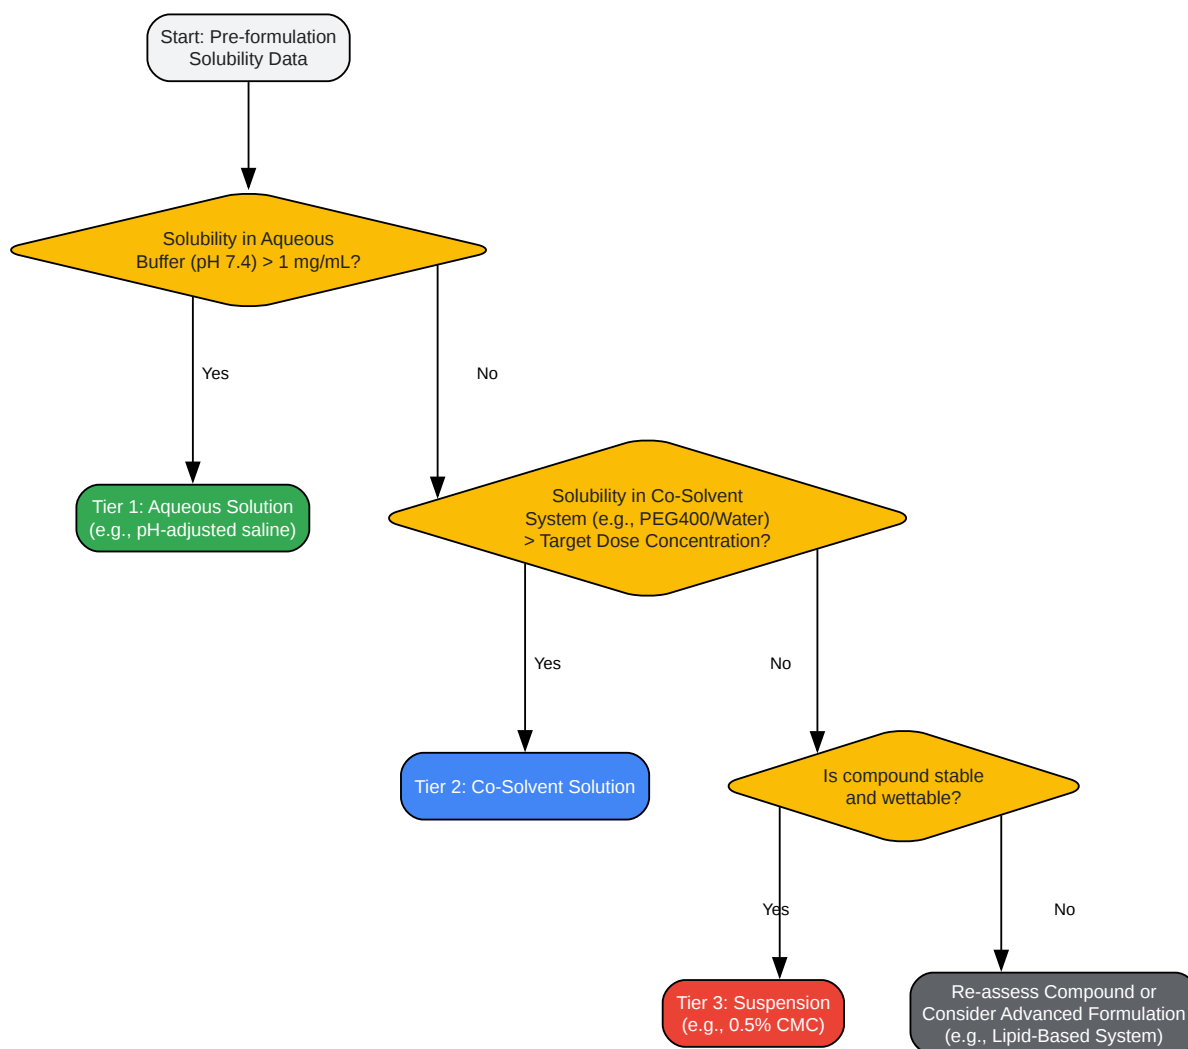 Start: Pre-formulation
Solubility Data
Solubility in Aqueous
Buffer (pH 7.4) > 1 mg/mL?
Yes
No
Tier 1: Aqueous Solution
(e.g., pH-adjusted saline)
Solubility in Co-Solvent
System (e.g., PEG400/Water)
> Target Dose Concentration?
Yes
No
Tier 2: Co-Solvent Solution
Is compound stable
and wettable?
Yes
No
Tier 3: Suspension
(e.g., 0.5% CMC)
Re-assess Compound or
Consider Advanced Formulation
(e.g., Lipid-Based System)